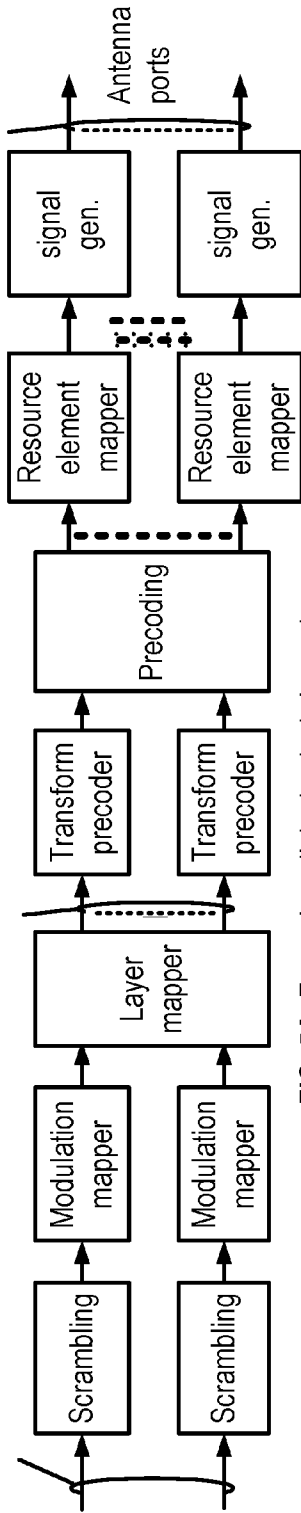 Scrambling
Scrambling
Modulation
mapper
Modulation
mapper
Layer
mapper
Transform
precoder
Transform
precoder
Precoding
Resource
element
mapper
Resource
element
mapper
signal
gen.
signal
gen.
Antenna
ports